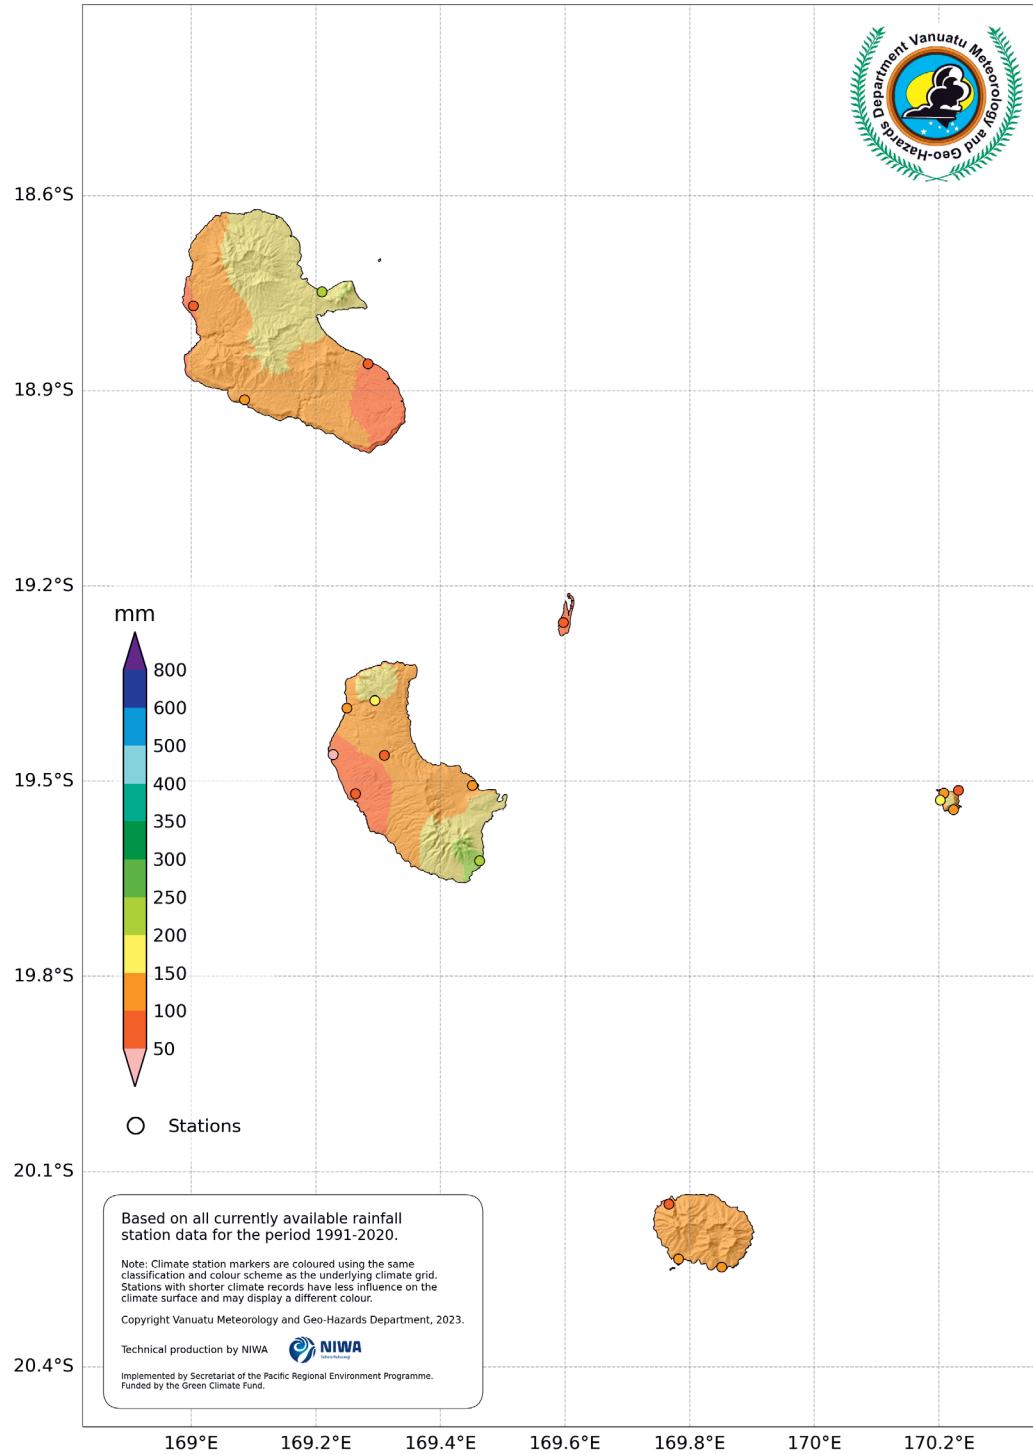 Vanuatu Meteorology and Geo-Hazards Department
18.6°S
18.9°S
19.2°S
19.5°S
19.8°S
20.1°S
20.4°S
mm
800
600
500
400
350
300
250
200
150
100
50
Stations
Based on all currently available rainfall
station data for the period 1991-2020.
Note: Climate station markers are coloured using the same
classification and colour scheme as the underlying climate grid.
Stations with shorter climate records have less influence on the
climate surface and may display a different colour.
Copyright Vanuatu Meteorology and Geo-Hazards Department, 2023.
Technical production by NIWA
NIWA
Taihoro Nukurangi
Implemented by Secretariat of the Pacific Regional Environment Programme.
Funded by the Green Climate Fund.
169°E 169.2°E 169.4°E 169.6°E 169.8°E 170°E 170.2°E